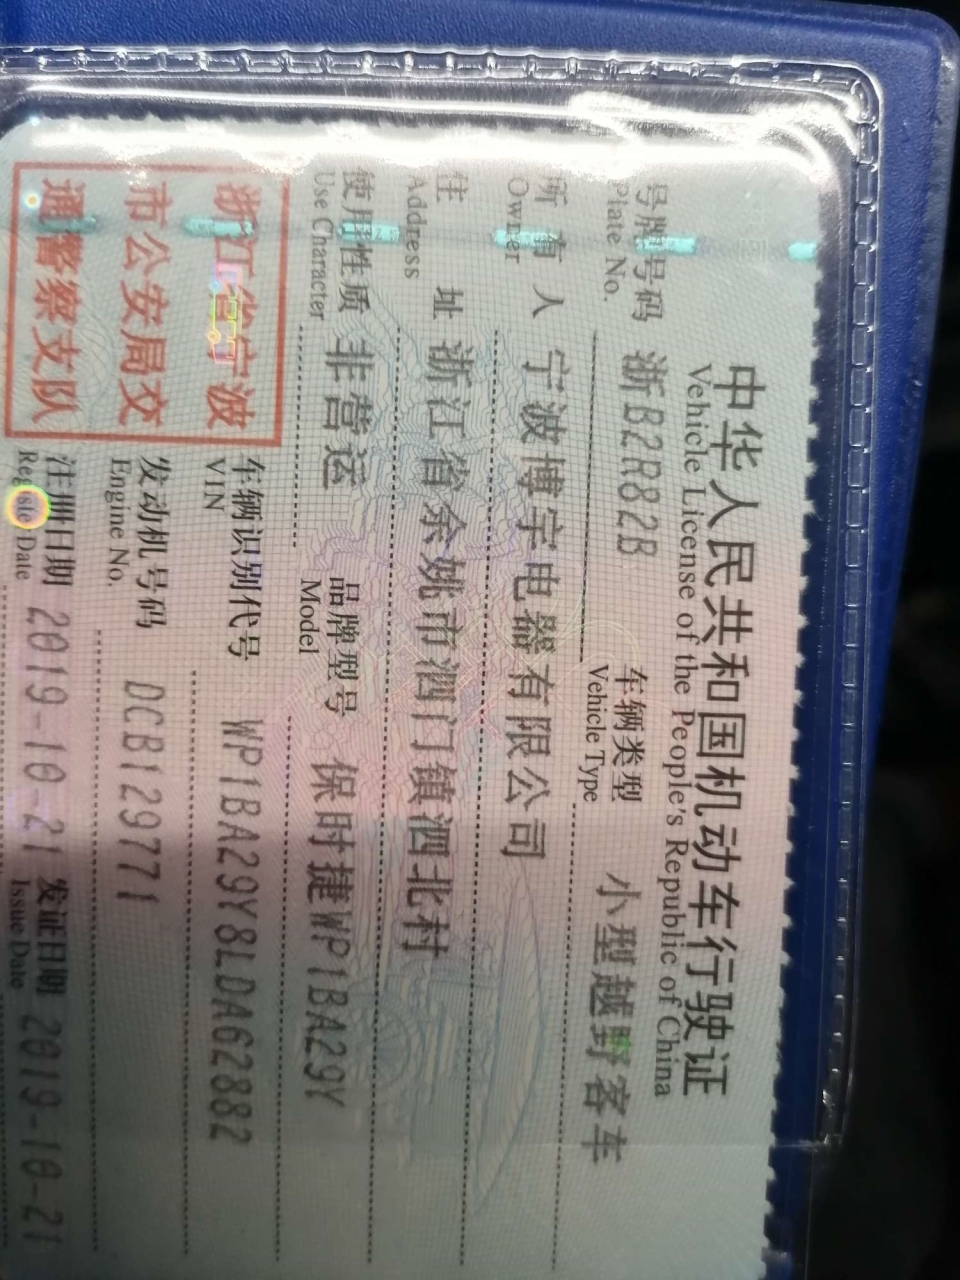 中华人民共和国机动车行驶证
Vehicle License of the People's Republic of China
号牌号码 浙B2R82B 车辆类型 小型越野客车
Plate No. Vehicle Type
所有人 宁波博宇电器有限公司
Owner
住址 浙江省余姚市泗门镇泗北村
Address
使用性质 非营运 品牌型号 保时捷WP1BA29Y
Use Character Model
浙江省宁波
市公安局交
通警察支队
车辆识别代号 WP1BA29Y8LDA62882
VIN
发动机号码 DCB129771
Engine No.
注册日期 2019-10-21 发证日期 2019-10-21
Register Date Issue Date